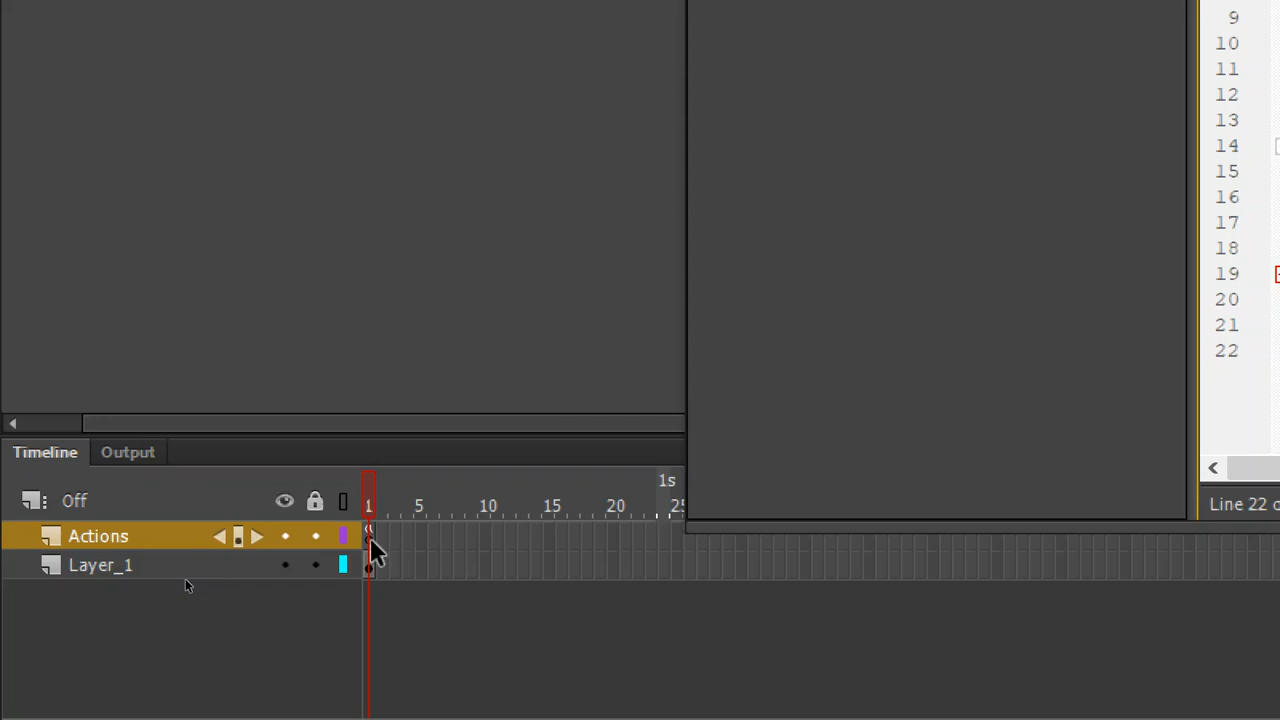 9
10
11
12
13
14
15
16
17
18
19
20
21
22
Line 22
Timeline Output
1s
Off 1 5 10 15 20 25
Actions
Layer_1